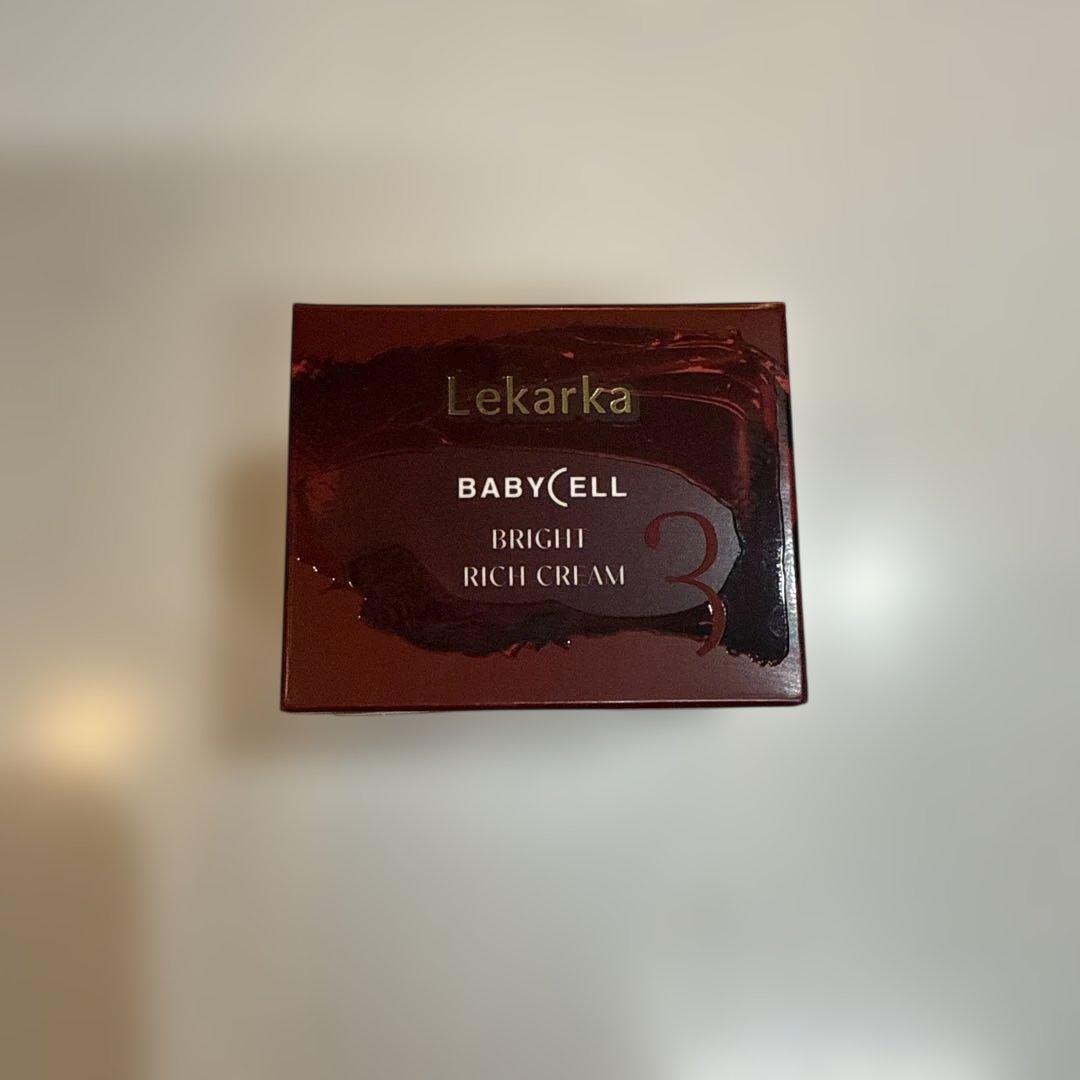 Lekarka
BABYCELL
BRIGHT
RICH CREAM
3